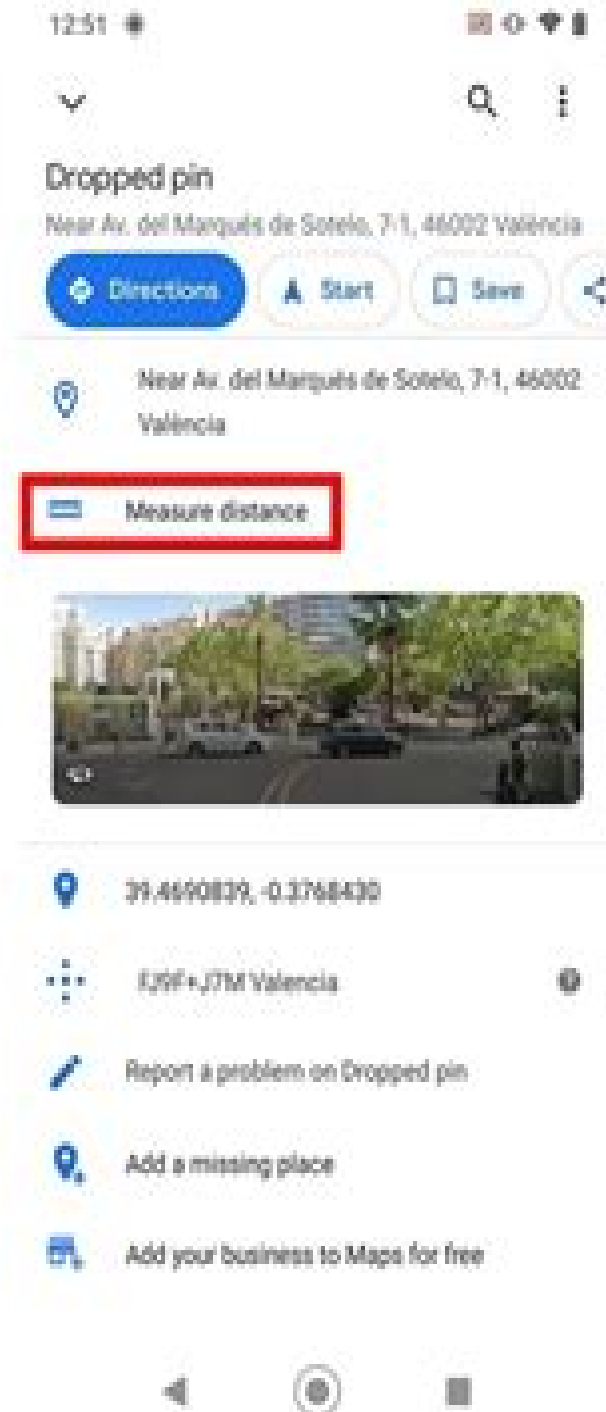 12:51
Dropped pin
Near Av. del Marqués de Sotelo, 7-1, 46002 València
Directions
Start
Save
Near Av. del Marqués de Sotelo, 7-1, 46002
València
Measure distance
39.4690839, -0.3768430
FJ9F+J7M Valencia
Report a problem on Dropped pin
Add a missing place
Add your business to Maps for free